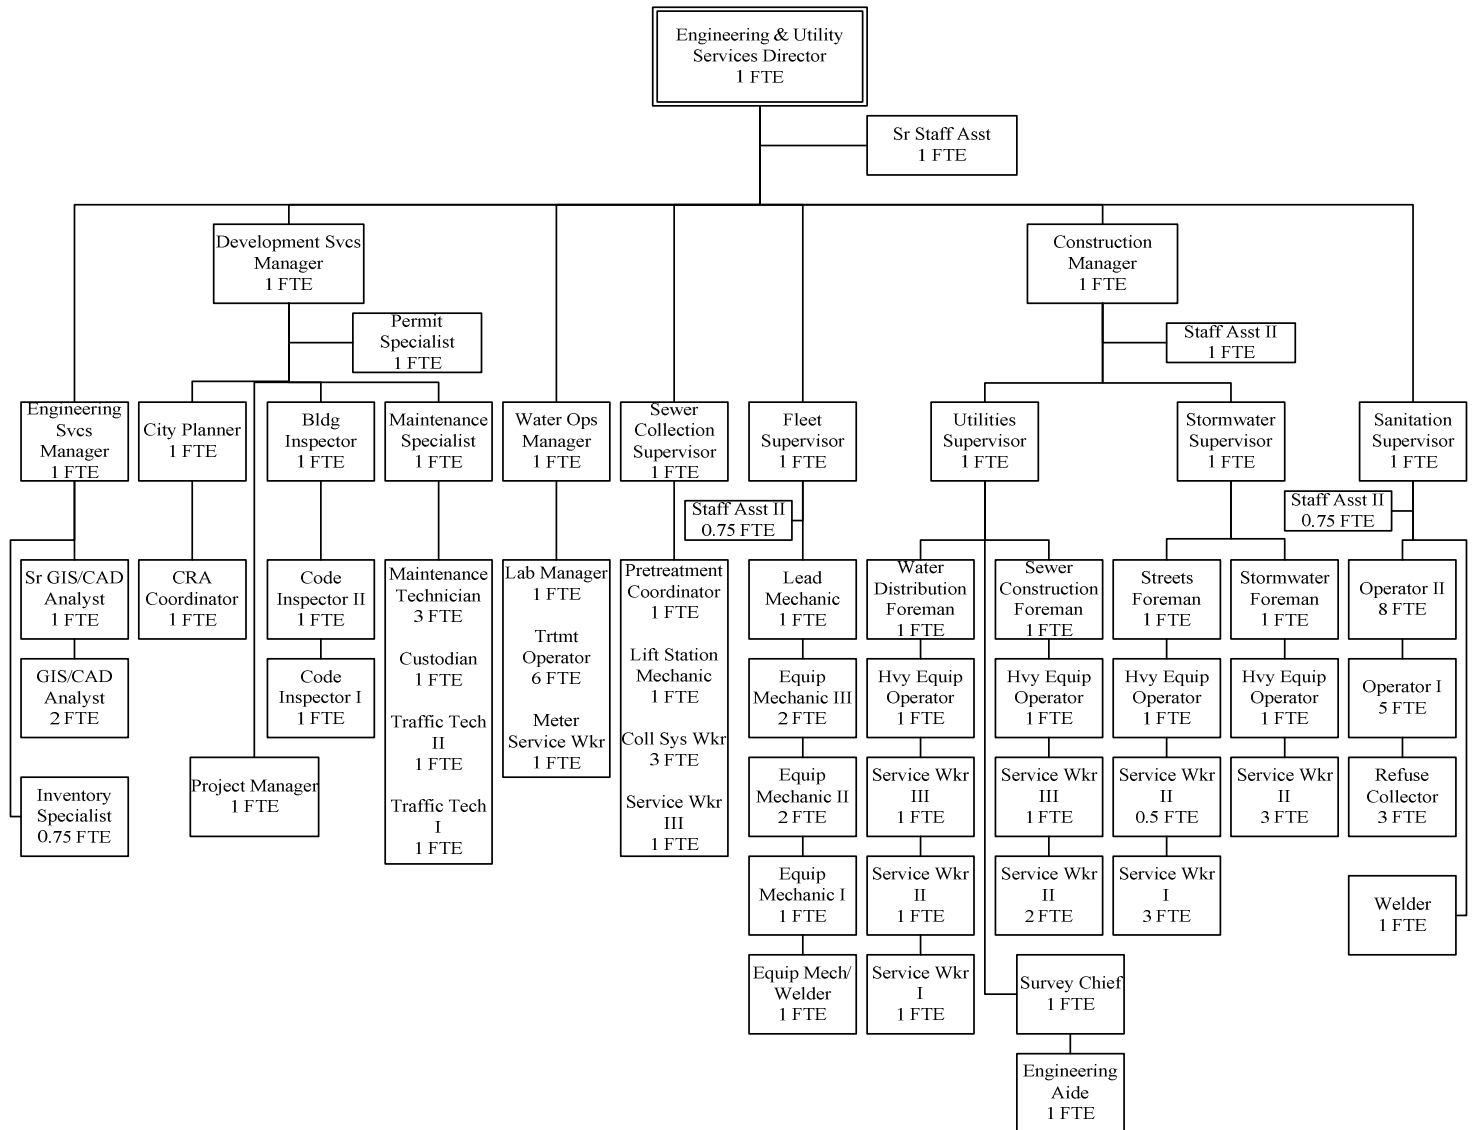 Engineering & Utility
Services Director
1 FTE
Sr Staff Asst
1 FTE
Development Svcs
Manager
1 FTE
Construction
Manager
1 FTE
Permit
Specialist
1 FTE
Staff Asst II
1 FTE
Engineering
Svcs
Manager
1 FTE
City Planner
1 FTE
Bldg
Inspector
1 FTE
Maintenance
Specialist
1 FTE
Water Ops
Manager
1 FTE
Sewer
Collection
Supervisor
1 FTE
Fleet
Supervisor
1 FTE
Utilities
Supervisor
1 FTE
Stormwater
Supervisor
1 FTE
Sanitation
Supervisor
1 FTE
Staff Asst II
0.75 FTE
Staff Asst II
0.75 FTE
Sr GIS/CAD
Analyst
1 FTE
CRA
Coordinator
1 FTE
Code
Inspector II
1 FTE
Maintenance
Technician
3 FTE
Custodian
1 FTE
Traffic Tech
II
1 FTE
Traffic Tech
I
1 FTE
Lab Manager
1 FTE
Trtmt
Operator
6 FTE
Meter
Service Wkr
1 FTE
Pretreatment
Coordinator
1 FTE
Lift Station
Mechanic
1 FTE
Coll Sys Wkr
3 FTE
Service Wkr
III
1 FTE
Lead
Mechanic
1 FTE
Water
Distribution
Foreman
1 FTE
Sewer
Construction
Foreman
1 FTE
Streets
Foreman
1 FTE
Stormwater
Foreman
1 FTE
Operator II
8 FTE
GIS/CAD
Analyst
2 FTE
Code
Inspector I
1 FTE
Equip
Mechanic III
2 FTE
Hvy Equip
Operator
1 FTE
Hvy Equip
Operator
1 FTE
Hvy Equip
Operator
1 FTE
Hvy Equip
Operator
1 FTE
Operator I
5 FTE
Inventory
Specialist
0.75 FTE
Project Manager
1 FTE
Equip
Mechanic II
2 FTE
Service Wkr
III
1 FTE
Service Wkr
III
1 FTE
Service Wkr
II
0.5 FTE
Service Wkr
II
3 FTE
Refuse
Collector
3 FTE
Equip
Mechanic I
1 FTE
Service Wkr
II
1 FTE
Service Wkr
II
2 FTE
Service Wkr
I
3 FTE
Welder
1 FTE
Equip Mech/
Welder
1 FTE
Service Wkr
I
1 FTE
Survey Chief
1 FTE
Engineering
Aide
1 FTE